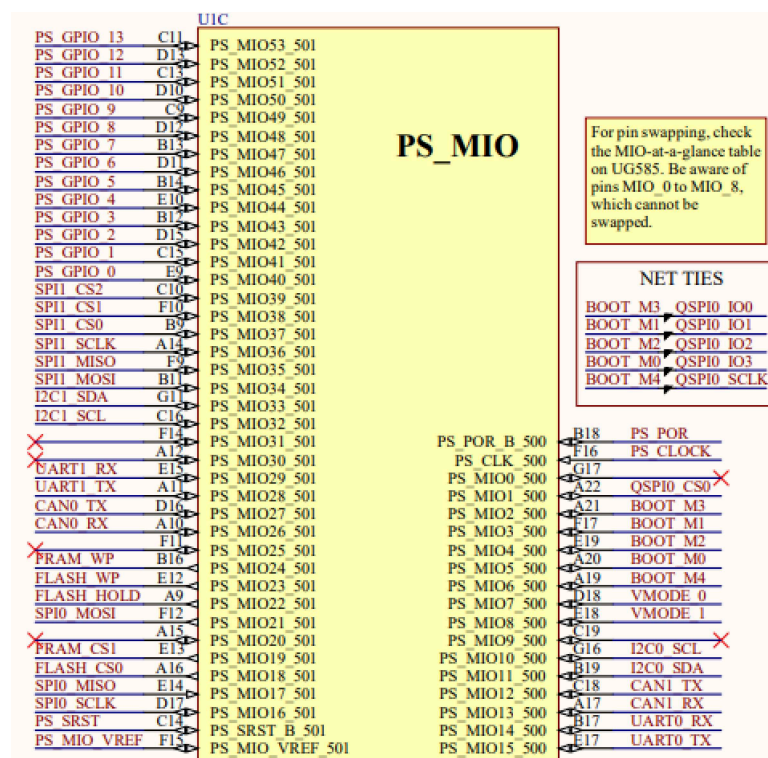 U1C
PS_GPIO_13 C11 PS_MIO53_501
PS_GPIO_12 D13 PS_MIO52_501
PS_GPIO_11 C13 PS_MIO51_501
PS_GPIO_10 D10 PS_MIO50_501
PS_GPIO_9 C9 PS_MIO49_501
PS_GPIO_8 D12 PS_MIO48_501
PS_GPIO_7 B13 PS_MIO47_501
PS_GPIO_6 D11 PS_MIO46_501
PS_GPIO_5 B14 PS_MIO45_501
PS_GPIO_4 E10 PS_MIO44_501
PS_GPIO_3 B12 PS_MIO43_501
PS_GPIO_2 D15 PS_MIO42_501
PS_GPIO_1 C15 PS_MIO41_501
PS_GPIO_0 E9 PS_MIO40_501
SPI1_CS2 C10 PS_MIO39_501
SPI1_CS1 F10 PS_MIO38_501
SPI1_CS0 B9 PS_MIO37_501
SPI1_SCLK A14 PS_MIO36_501
SPI1_MISO F9 PS_MIO35_501
SPI1_MOSI B11 PS_MIO34_501
I2C1_SDA G11 PS_MIO33_501
I2C1_SCL C16 PS_MIO32_501
F14 PS_MIO31_501
A12 PS_MIO30_501
UART1_RX E15 PS_MIO29_501
UART1_TX A11 PS_MIO28_501
CAN0_TX D16 PS_MIO27_501
CAN0_RX A10 PS_MIO26_501
F11 PS_MIO25_501
FRAM_WP B16 PS_MIO24_501
FLASH_WP E12 PS_MIO23_501
FLASH_HOLD A9 PS_MIO22_501
SPI0_MOSI F12 PS_MIO21_501
A15 PS_MIO20_501
FRAM_CS1 E13 PS_MIO19_501
FLASH_CS0 A16 PS_MIO18_501
SPI0_MISO E14 PS_MIO17_501
SPI0_SCLK D17 PS_MIO16_501
PS_SRST C14 PS_SRST_B_501
PS_MIO_VREF F15 PS_MIO_VREF_501
PS_MIO
PS_POR_B_500 B18 PS_POR
PS_CLK_500 F16 PS_CLOCK
PS_MIO0_500 G17
PS_MIO1_500 A22 QSPI0_CS0
PS_MIO2_500 A21 BOOT_M3
PS_MIO3_500 F17 BOOT_M1
PS_MIO4_500 E19 BOOT_M2
PS_MIO5_500 A20 BOOT_M0
PS_MIO6_500 A19 BOOT_M4
PS_MIO7_500 D18 VMODE_0
PS_MIO8_500 E18 VMODE_1
PS_MIO9_500 C19
PS_MIO10_500 G16 I2C0_SCL
PS_MIO11_500 B19 I2C0_SDA
PS_MIO12_500 C18 CAN1_TX
PS_MIO13_500 A17 CAN1_RX
PS_MIO14_500 B17 UART0_RX
PS_MIO15_500 E17 UART0_TX
For pin swapping, check
the MIO-at-a-glance table
on UG585. Be aware of
pins MIO_0 to MIO_8,
which cannot be
swapped.
NET TIES
BOOT_M3 QSPI0_IO0
BOOT_M1 QSPI0_IO1
BOOT_M2 QSPI0_IO2
BOOT_M0 QSPI0_IO3
BOOT_M4 QSPI0_SCLK